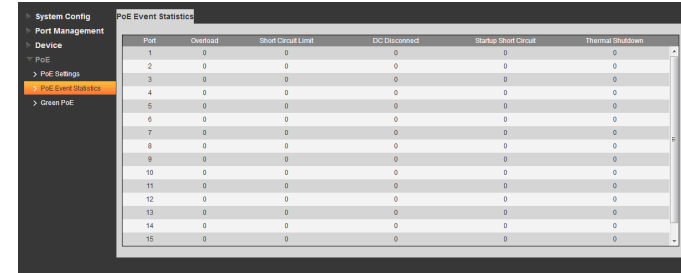 System Config
Port Management
Device
PoE
PoE Settings
PoE Event Statistics
Green PoE
PoE Event Statistics
Port Overload Short Circuit Limit DC Disconnect Startup Short Circuit Thermal Shutdown
1 0 0 0 0 0
2 0 0 0 0 0
3 0 0 0 0 0
4 0 0 0 0 0
5 0 0 0 0 0
6 0 0 0 0 0
7 0 0 0 0 0
8 0 0 0 0 0
9 0 0 0 0 0
10 0 0 0 0 0
11 0 0 0 0 0
12 0 0 0 0 0
13 0 0 0 0 0
14 0 0 0 0 0
15 0 0 0 0 0